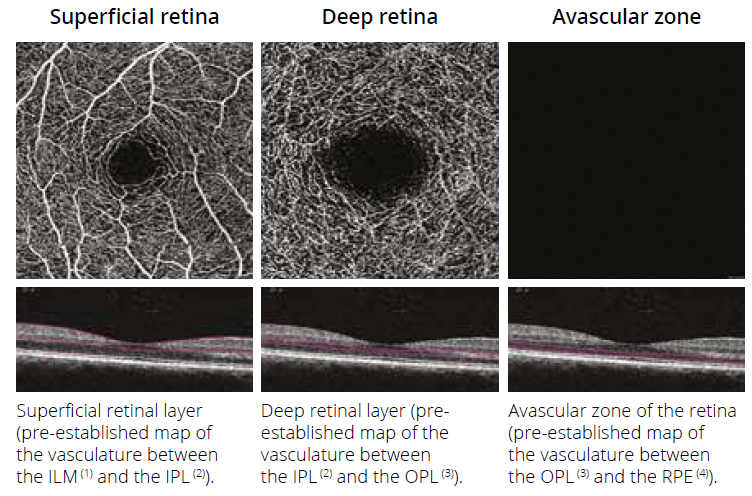 Superficial retina
Deep retina
Avascular zone
Superficial retinal layer
(pre-established map of
the vasculature between
the ILM (1) and the IPL (2)).
Deep retinal layer (pre-
established map of the
vasculature between
the IPL (2) and the OPL (3)).
Avascular zone of the retina
(pre-established map of
the vasculature between
the OPL (3) and the RPE (4)).